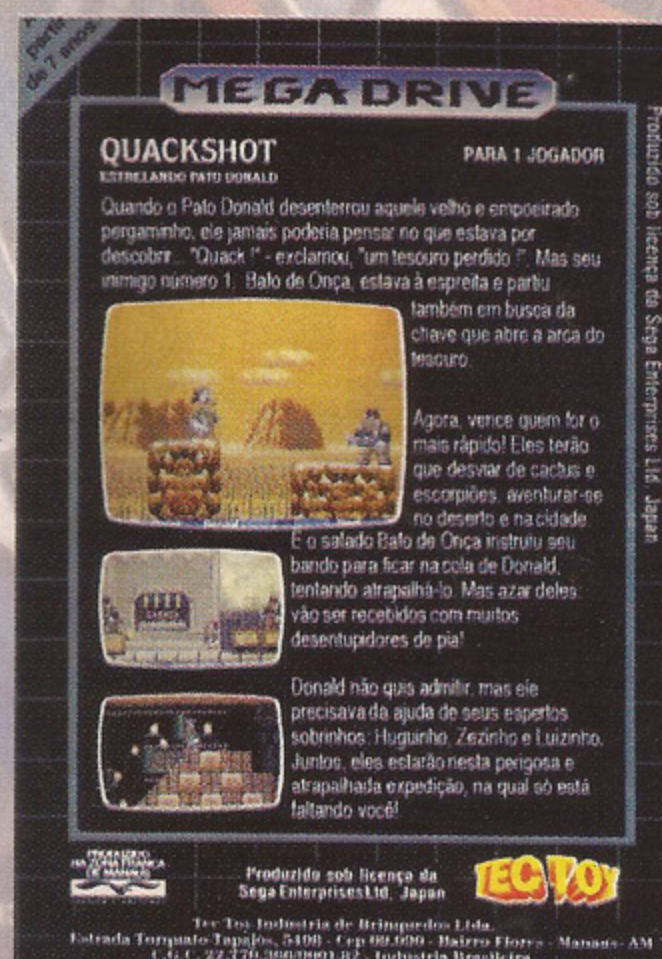 A
partir
de 7 anos
MEGA DRIVE
QUACKSHOT
PARA 1 JOGADOR
ESTRELANDO PATO DONALD
Quando o Pato Donald desenterrou aquele velho e empoeirado
pergaminho, ele jamais poderia pensar no que estava por
descobrir... "Quack !" - exclamou, "um tesouro perdido !". Mas seu
inimigo número 1, Bafo de Onça, estava à espreita e partiu
também em busca da
chave que abre a arca do
tesouro.
Agora, vence quem for o
mais rápido! Eles terão
que desviar de cactus e
escorpiões, aventurar-se
no deserto e na cidade.
E o safado Bafo de Onça instruiu seu
bando para ficar na cola de Donald,
tentando atrapalhá-lo. Mas azar deles:
vão ser recebidos com muitos
desentupidores de pia!
Donald não quis admitir, mas ele
precisava da ajuda de seus espertos
sobrinhos: Huguinho, Zezinho e Luizinho.
Juntos, eles estarão nesta perigosa e
atrapalhada expedição, na qual só está
faltando você!
Produzido sob licença da Sega Enterprises Ltd. Japan
PRODUZIDO
NA ZONA FRANCA
DE MANAUS
Produzido sob licença da
Sega Enterprises Ltd, Japan
TEC TOY
Tec Toy Indústria de Brinquedos Ltda.
Estrada Torquato Tapajós, 5408 - Cep 69.000 - Bairro Flores - Manaus - AM
Indústria Brasileira